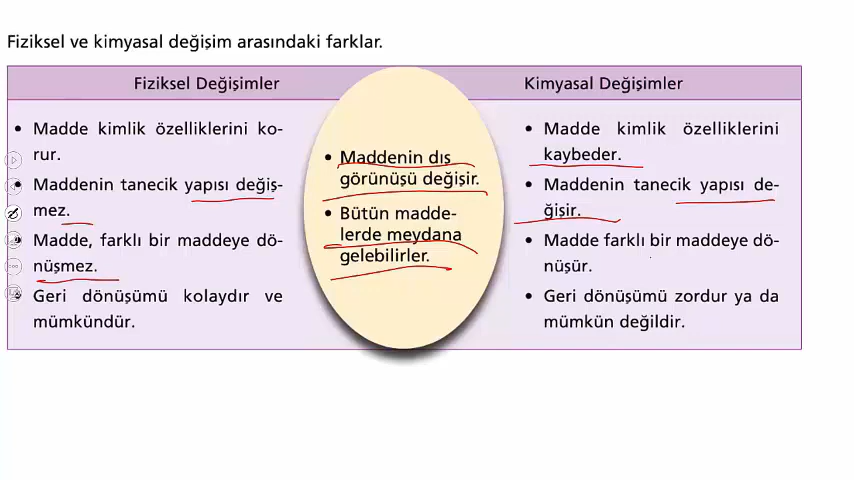 Fiziksel ve kimyasal değişim arasındaki farklar.
Fiziksel Değişimler
• Madde kimlik özelliklerini ko-
rur.
• Maddenin tanecik yapısı değiş-
mez.
• Madde, farklı bir maddeye dö-
nüşmez.
• Geri dönüşümü kolaydır ve
mümkündür.
• Maddenin dış
görünüşü değişir.
• Bütün madde-
lerde meydana
gelebilirler.
Kimyasal Değişimler
• Madde kimlik özelliklerini
kaybeder.
• Maddenin tanecik yapısı de-
ğişir.
• Madde farklı bir maddeye dö-
nüşür.
• Geri dönüşümü zordur ya da
mümkün değildir.